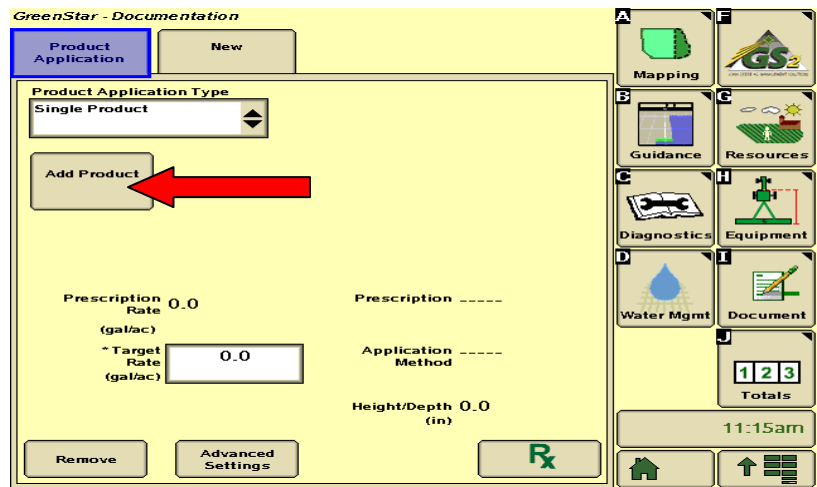 GreenStar - Documentation
Product
Application
New
Product Application Type
Single Product
Add Product
Prescription
Rate
(gal/ac)
0.0
Prescription -----
*Target
Rate
(gal/ac)
0.0
Application
Method
-----
Height/Depth 0.0
(in)
Remove
Advanced
Settings
Rx
A
Mapping
F
GS2
B
Guidance
G
Resources
C
Diagnostics
H
Equipment
D
Water Mgmt
I
Document
J
1 2 3
Totals
11:15am